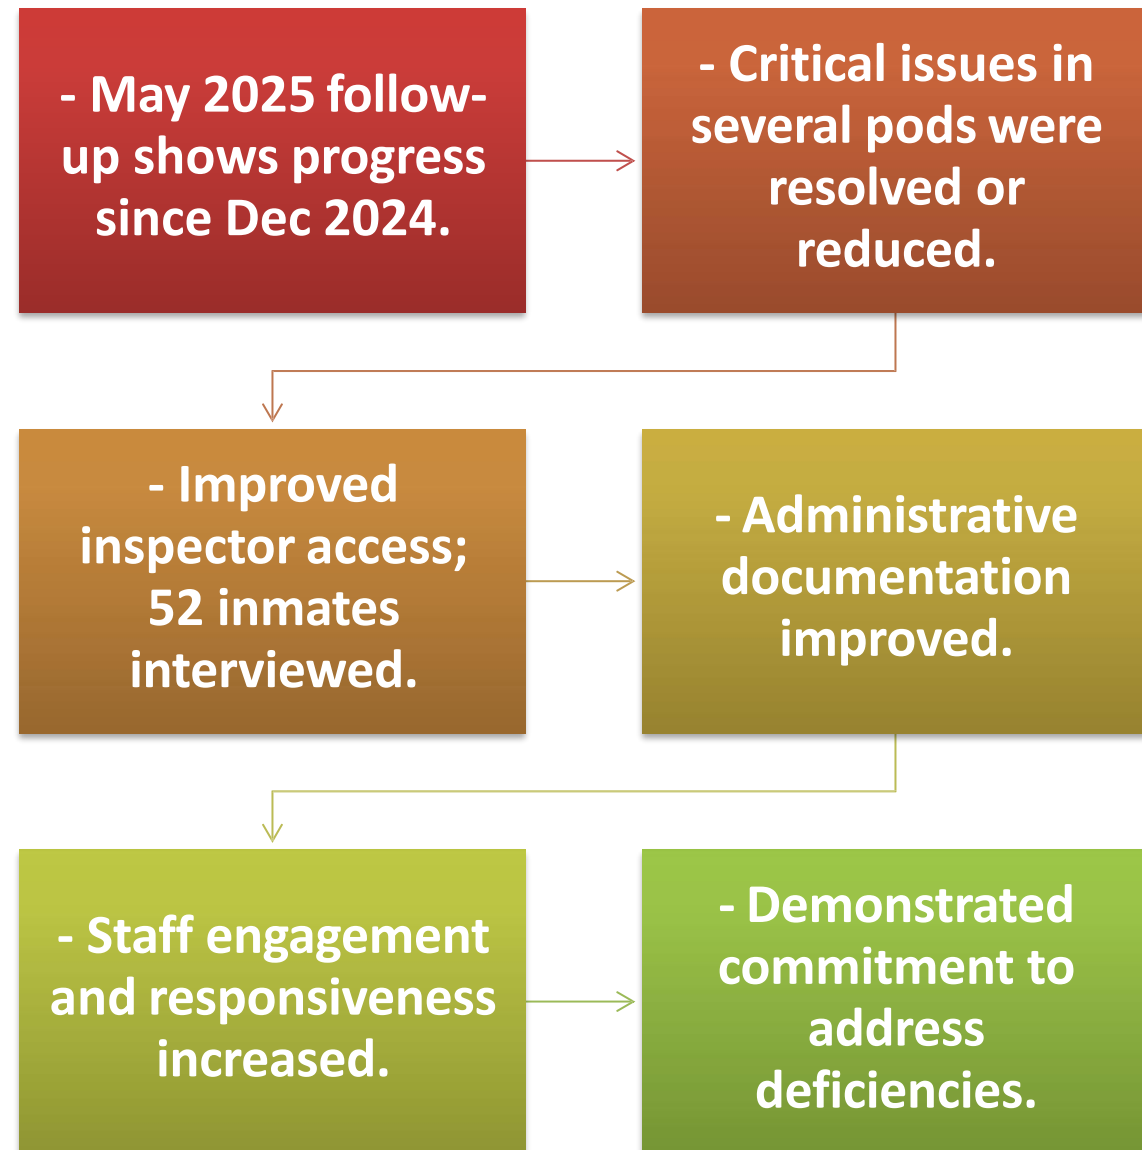 - May 2025 follow-
up shows progress
since Dec 2024.
- Critical issues in
several pods were
resolved or
reduced.
- Improved
inspector access;
52 inmates
interviewed.
- Administrative
documentation
improved.
- Staff engagement
and responsiveness
increased.
- Demonstrated
commitment to
address
deficiencies.